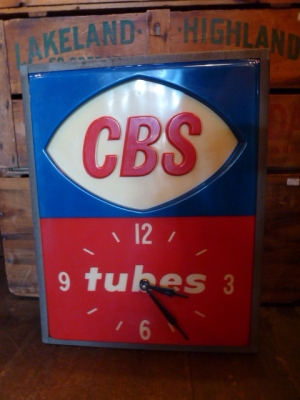 LAKELAND HIGHLAND
CBS
12
9 tubes 3
6